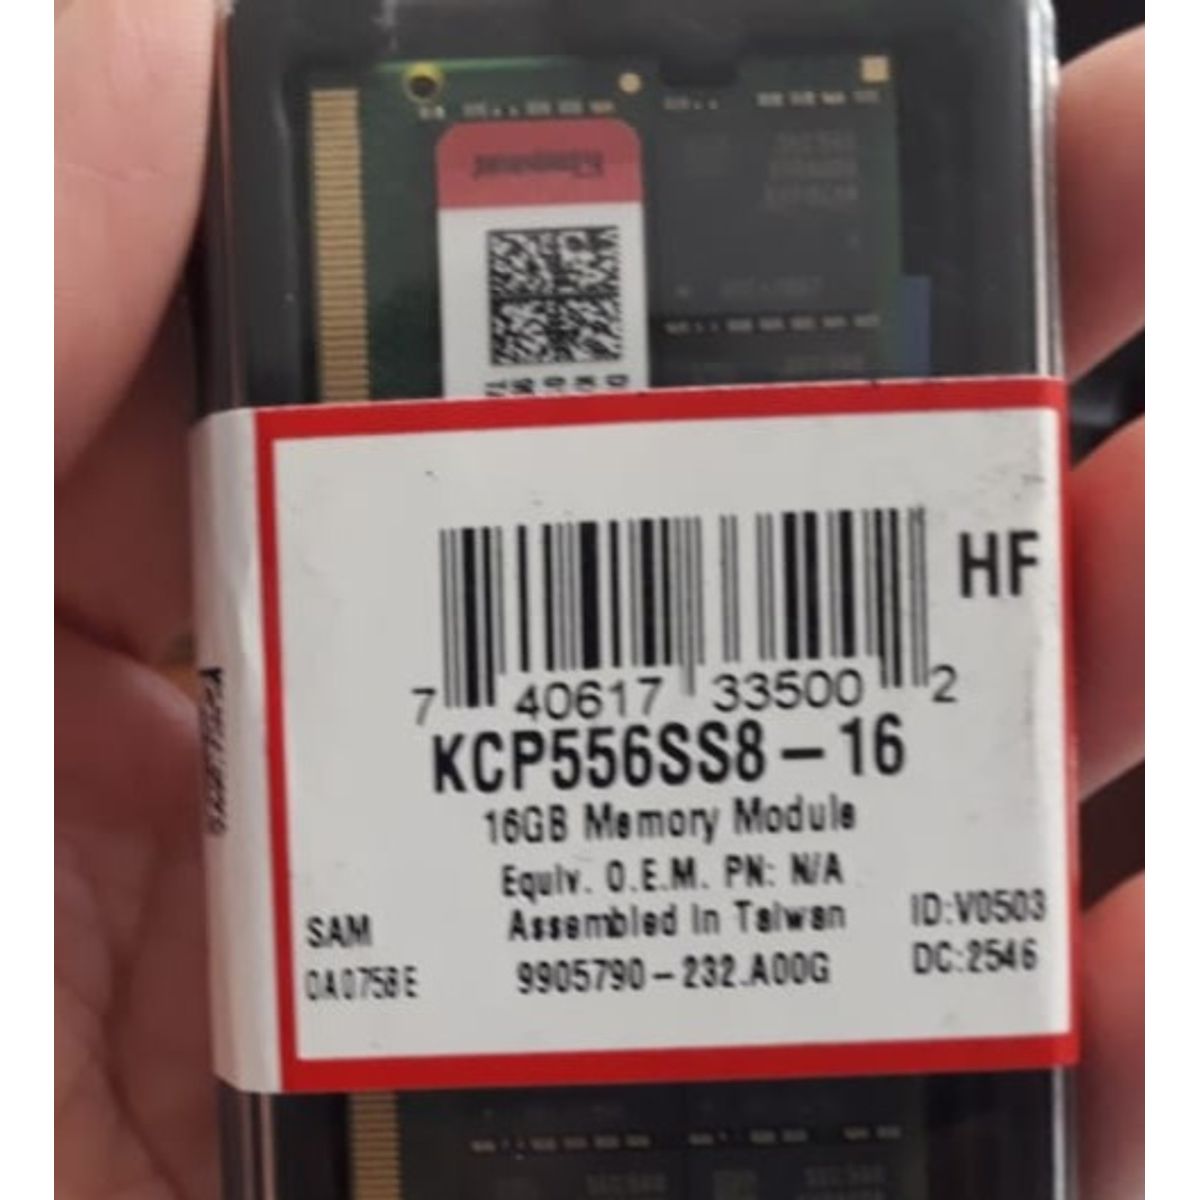 Kingston
HF
7 40617 33500 2
KCP556SS8-16
16GB Memory Module
Equiv. O.E.M. PN: N/A
SAM Assembled in Taiwan ID:V0503
0A0758E 9905790-232.A00G DC:2546